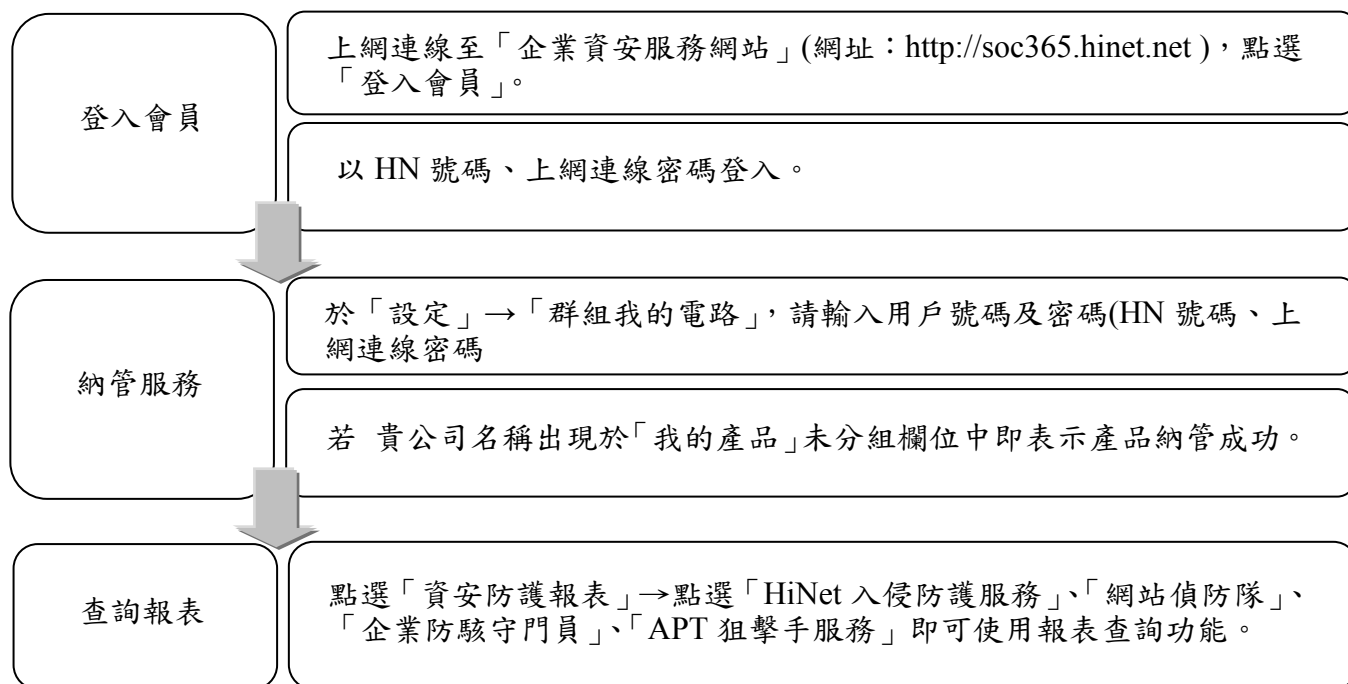 登入會員
上網連線至「企業資安服務網站」(網址：http://soc365.hinet.net )，點選
「登入會員」。
以 HN 號碼、上網連線密碼登入。
納管服務
於「設定」→「群組我的電路」，請輸入用戶號碼及密碼(HN 號碼、上
網連線密碼
若 貴公司名稱出現於「我的產品」未分組欄位中即表示產品納管成功。
查詢報表
點選「資安防護報表」→點選「HiNet 入侵防護服務」、「網站偵防隊」、
「企業防駭守門員」、「APT 狙擊手服務」即可使用報表查詢功能。